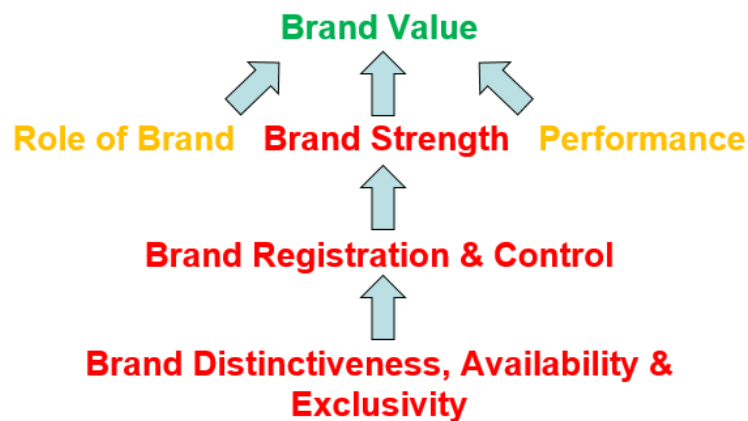 Brand Value
Role of Brand Brand Strength Performance
Brand Registration & Control
Brand Distinctiveness, Availability &
Exclusivity